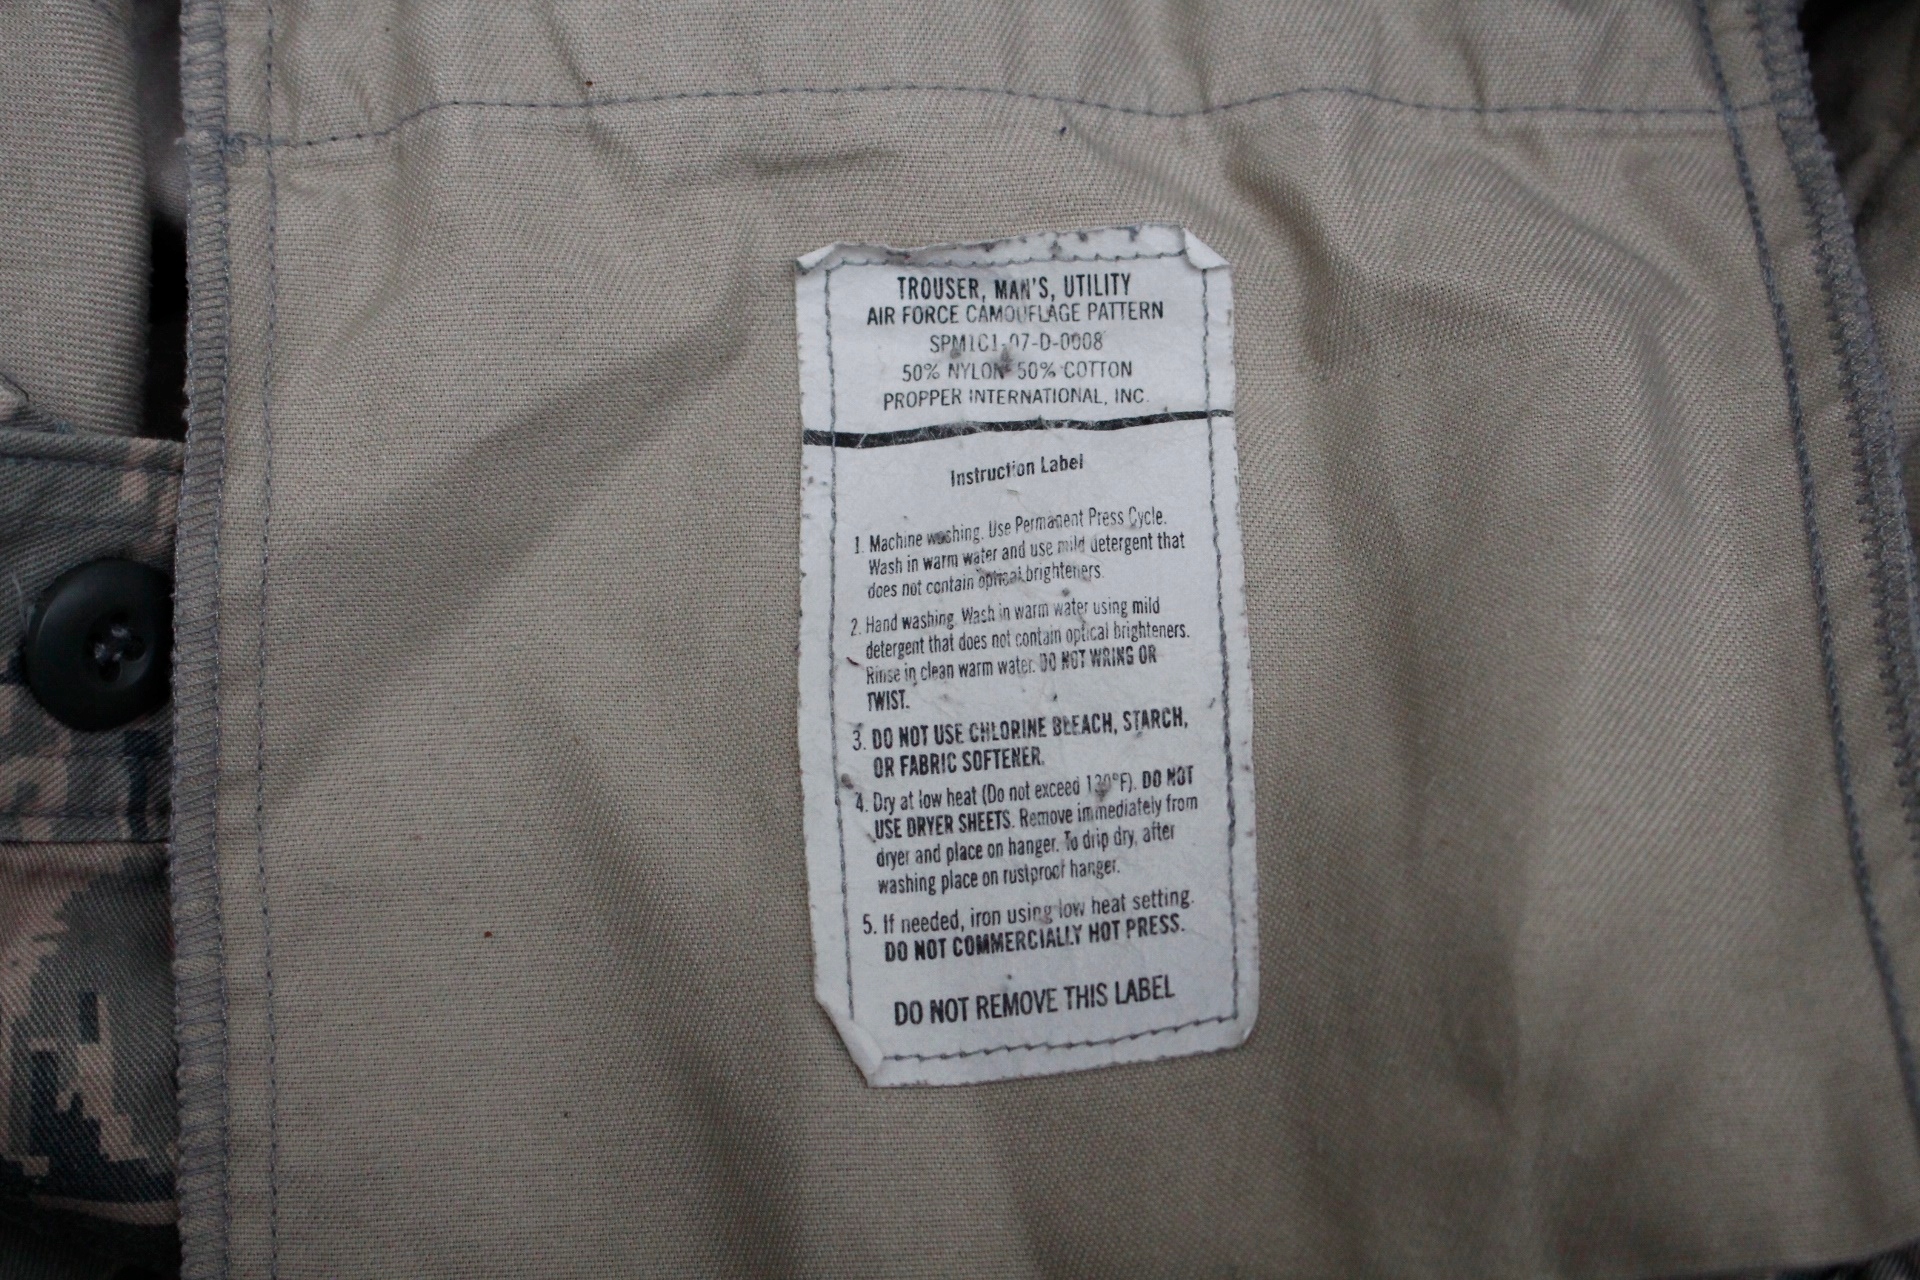 TROUSER, MAN'S, UTILITY
AIR FORCE CAMOUFLAGE PATTERN
SPM1C1-07-D-0008
50% NYLON 50% COTTON
PROPPER INTERNATIONAL, INC.
Instruction Label
1. Machine washing. Use Permanent Press Cycle.
Wash in warm water and use mild detergent that
does not contain optical brighteners.
2. Hand washing. Wash in warm water using mild
detergent that does not contain optical brighteners.
Rinse in clean warm water. DO NOT WRING OR
TWIST.
3. DO NOT USE CHLORINE BLEACH, STARCH,
OR FABRIC SOFTENER.
4. Dry at low heat (Do not exceed 130°F). DO NOT
USE DRYER SHEETS. Remove immediately from
dryer and place on hanger. To drip dry, after
washing place on rustproof hanger.
5. If needed, iron using low heat setting.
DO NOT COMMERCIALLY HOT PRESS.
DO NOT REMOVE THIS LABEL